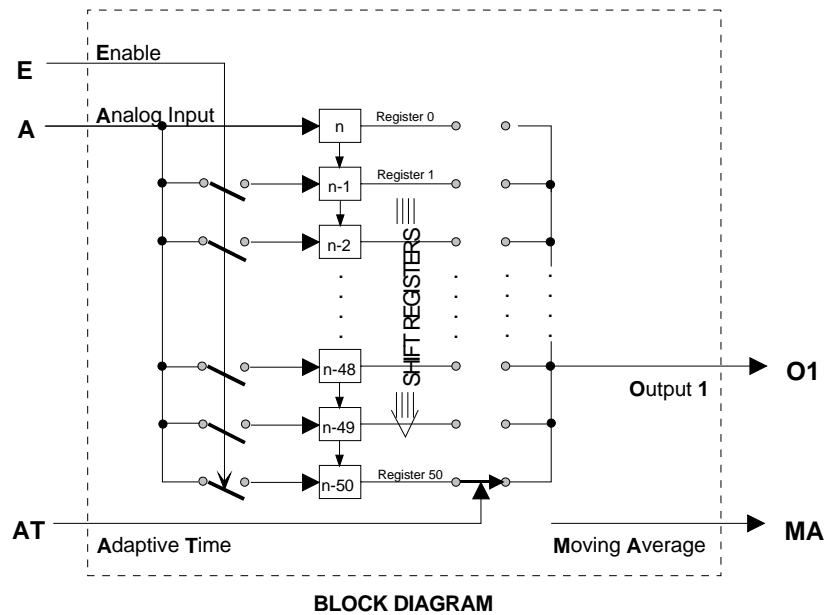 E
Enable
A
Analog Input
n
Register 0
n-1
Register 1
n-2
SHIFT REGISTERS
n-48
O1
Output 1
n-49
n-50
Register 50
AT
Adaptive Time
Moving Average
MA
BLOCK DIAGRAM